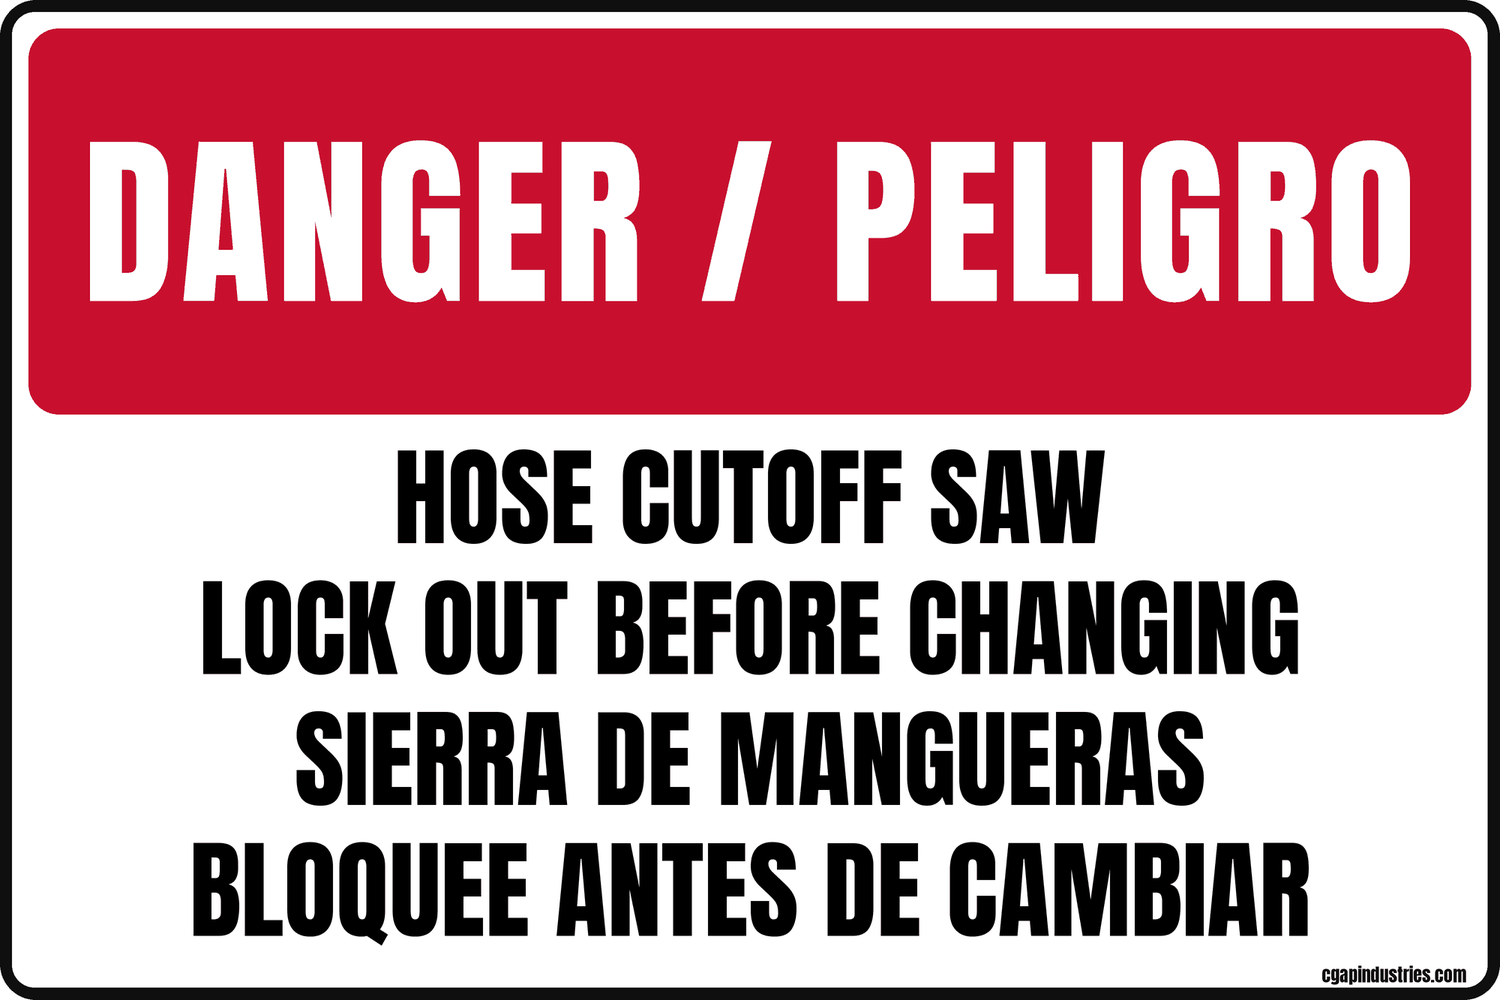 DANGER / PELIGRO
HOSE CUTOFF SAW
LOCK OUT BEFORE CHANGING
SIERRA DE MANGUERAS
BLOQUEE ANTES DE CAMBIAR
cgapindustries.com